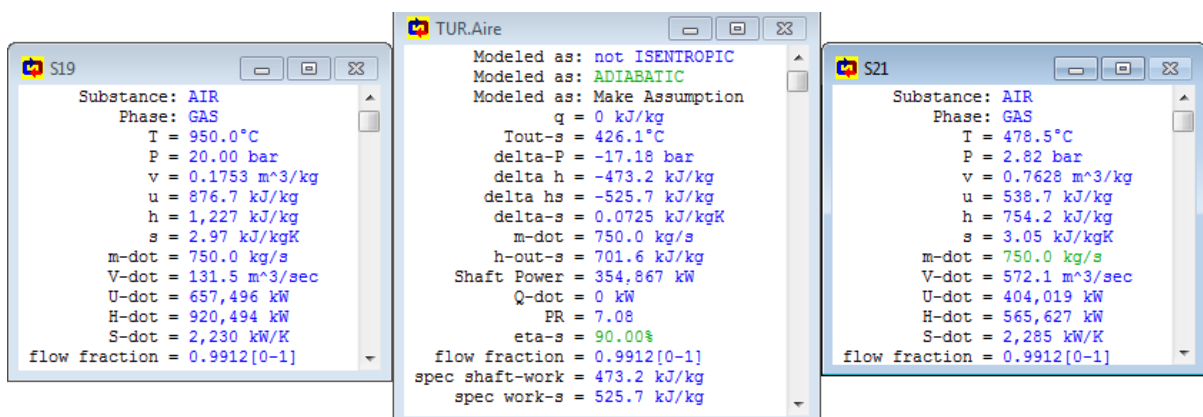 S19
Substance: AIR
Phase: GAS
T = 950.0°C
P = 20.00 bar
v = 0.1753 m^3/kg
u = 876.7 kJ/kg
h = 1,227 kJ/kg
s = 2.97 kJ/kgK
m-dot = 750.0 kg/s
V-dot = 131.5 m^3/sec
U-dot = 657,496 kW
H-dot = 920,494 kW
S-dot = 2,230 kW/K
flow fraction = 0.9912[0-1]
TUR.Aire
Modeled as: not ISENTROPIC
Modeled as: ADIABATIC
Modeled as: Make Assumption
q = 0 kJ/kg
Tout-s = 426.1°C
delta-P = -17.18 bar
delta h = -473.2 kJ/kg
delta hs = -525.7 kJ/kg
delta-s = 0.0725 kJ/kgK
m-dot = 750.0 kg/s
h-out-s = 701.6 kJ/kg
Shaft Power = 354,867 kW
Q-dot = 0 kW
PR = 7.08
eta-s = 90.00%
flow fraction = 0.9912[0-1]
spec shaft-work = 473.2 kJ/kg
spec work-s = 525.7 kJ/kg
S21
Substance: AIR
Phase: GAS
T = 478.5°C
P = 2.82 bar
v = 0.7628 m^3/kg
u = 538.7 kJ/kg
h = 754.2 kJ/kg
s = 3.05 kJ/kgK
m-dot = 750.0 kg/s
V-dot = 572.1 m^3/sec
U-dot = 404,019 kW
H-dot = 565,627 kW
S-dot = 2,285 kW/K
flow fraction = 0.9912[0-1]